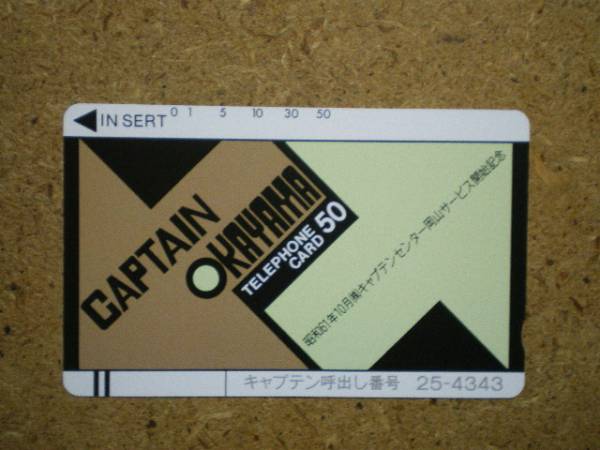 IN SERT 0 1 5 10 30 50
CAPTAIN
OKAYAMA
TELEPHONE
CARD 50
昭和61年10月㈱キャプテンセンター岡山サービス開始記念
キャプテン呼出し番号 25-4343